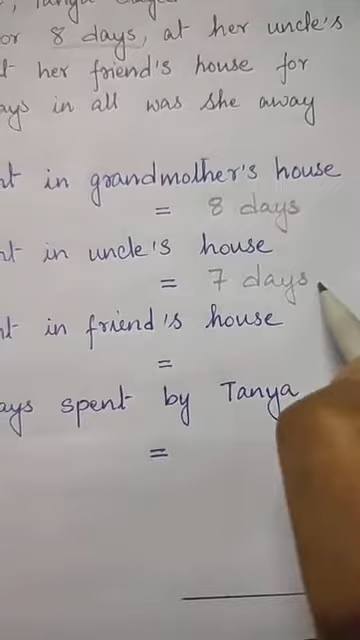 or 8 days, at her uncle's
her friend's house for
ays in all was she away
nt in grandmother's house
= 8 days
nt in uncle's house
= 7 days
nt in friend's house
=
ays spent by Tanya
=